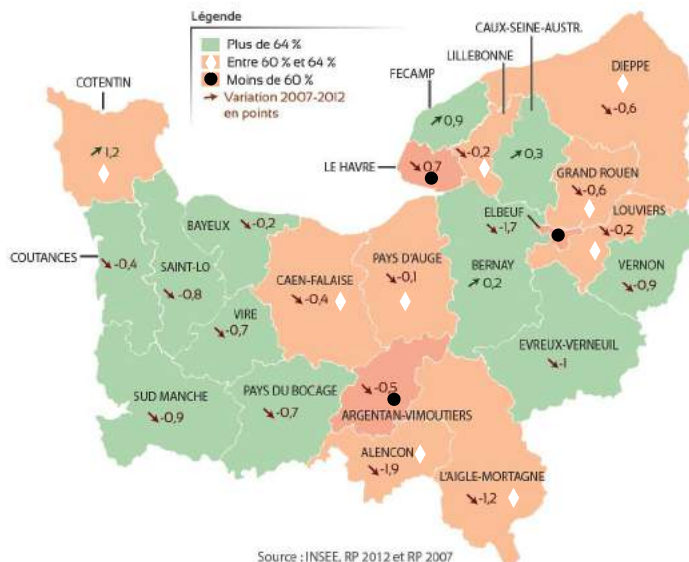 Légende
Plus de 64 %
Entre 60 % et 64 %
Moins de 60 %
Variation 2007-2012
en points
CAUX-SEINE-AUSTR.
LILLEBONNE
DIEPPE
-0,6
FECAMP
0,9
COTENTIN
1,2
-0,2
0,3
LE HAVRE
0,7
GRAND ROUEN
-0,6
ELBEUF
-1,7
LOUVIERS
-0,2
BAYEUX
-0,2
COUTANCES
-0,4
SAINT-LO
-0,8
CAEN-FALAISE
-0,4
PAYS D'AUGE
-0,1
BERNAY
0,2
VERNON
-0,9
VIRE
-0,7
EVREUX-VERNEUIL
-1
SUD MANCHE
-0,9
PAYS DU BOCAGE
-0,7
-0,5
ARGENTAN-VIMOUTIERS
ALENCON
-1,9
L'AIGLE-MORTAGNE
-1,2
Source : INSEE, RP 2012 et RP 2007